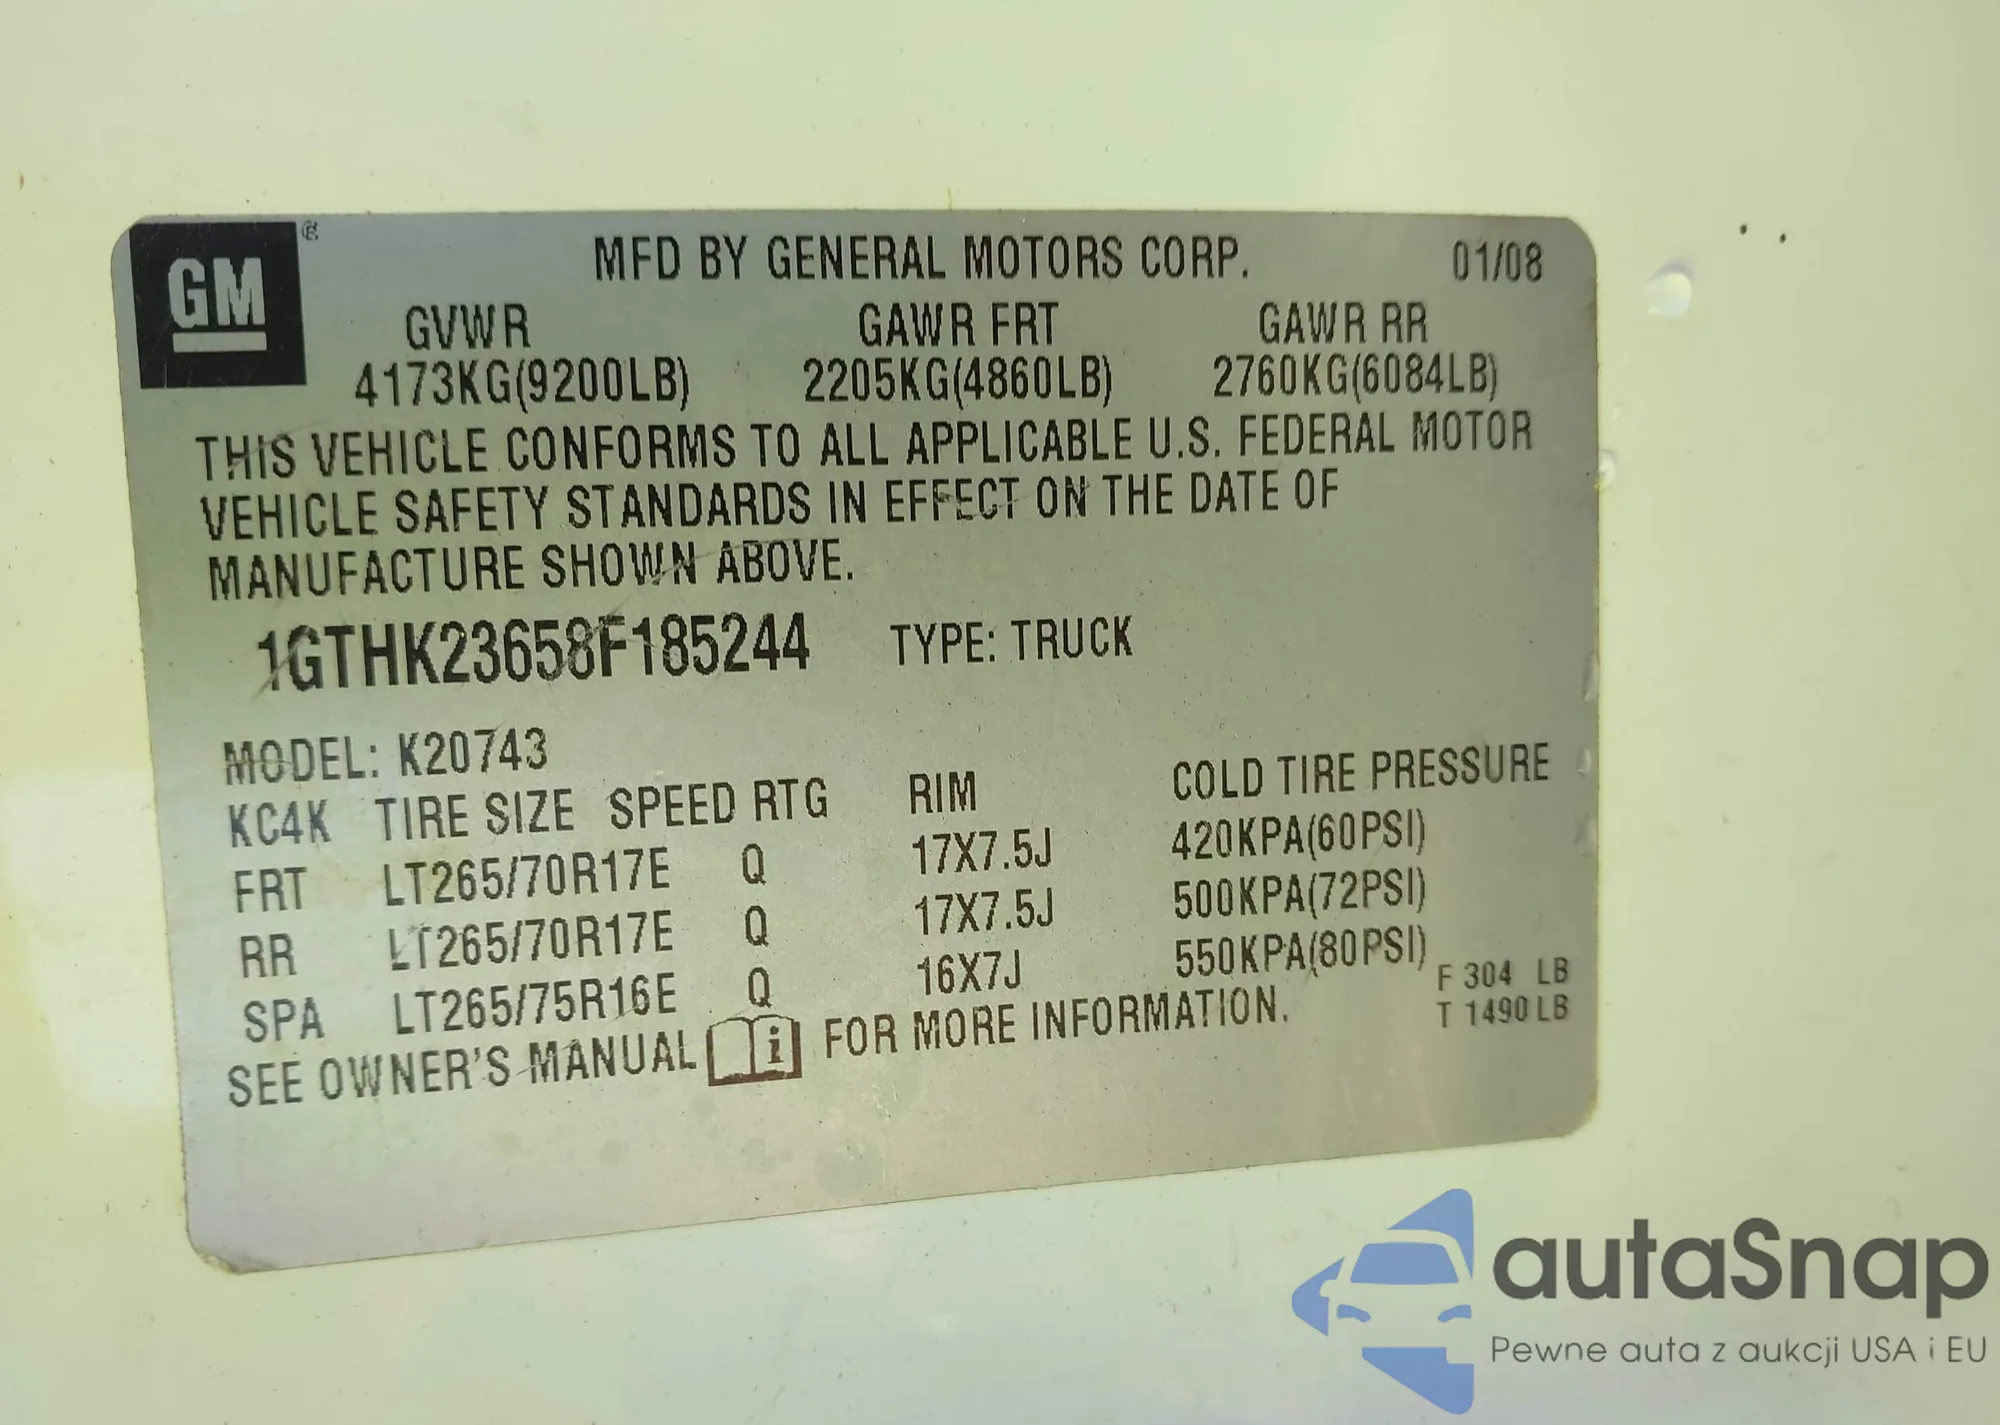 GM ®
MFD BY GENERAL MOTORS CORP. 01/08
GVWR GAWR FRT GAWR RR
4173KG(9200LB) 2205KG(4860LB) 2760KG(6084LB)
THIS VEHICLE CONFORMS TO ALL APPLICABLE U.S. FEDERAL MOTOR
VEHICLE SAFETY STANDARDS IN EFFECT ON THE DATE OF
MANUFACTURE SHOWN ABOVE.
1GTHK23658F185244 TYPE: TRUCK
MODEL: K20743
KC4K TIRE SIZE SPEED RTG RIM COLD TIRE PRESSURE
FRT LT265/70R17E Q 17X7.5J 420KPA(60PSI)
RR LT265/70R17E Q 17X7.5J 500KPA(72PSI)
SPA LT265/75R16E Q 16X7J 550KPA(80PSI)
F 304 LB
T 1490LB
SEE OWNER'S MANUAL i FOR MORE INFORMATION.
autaSnap
Pewne auta z aukcji USA i EU